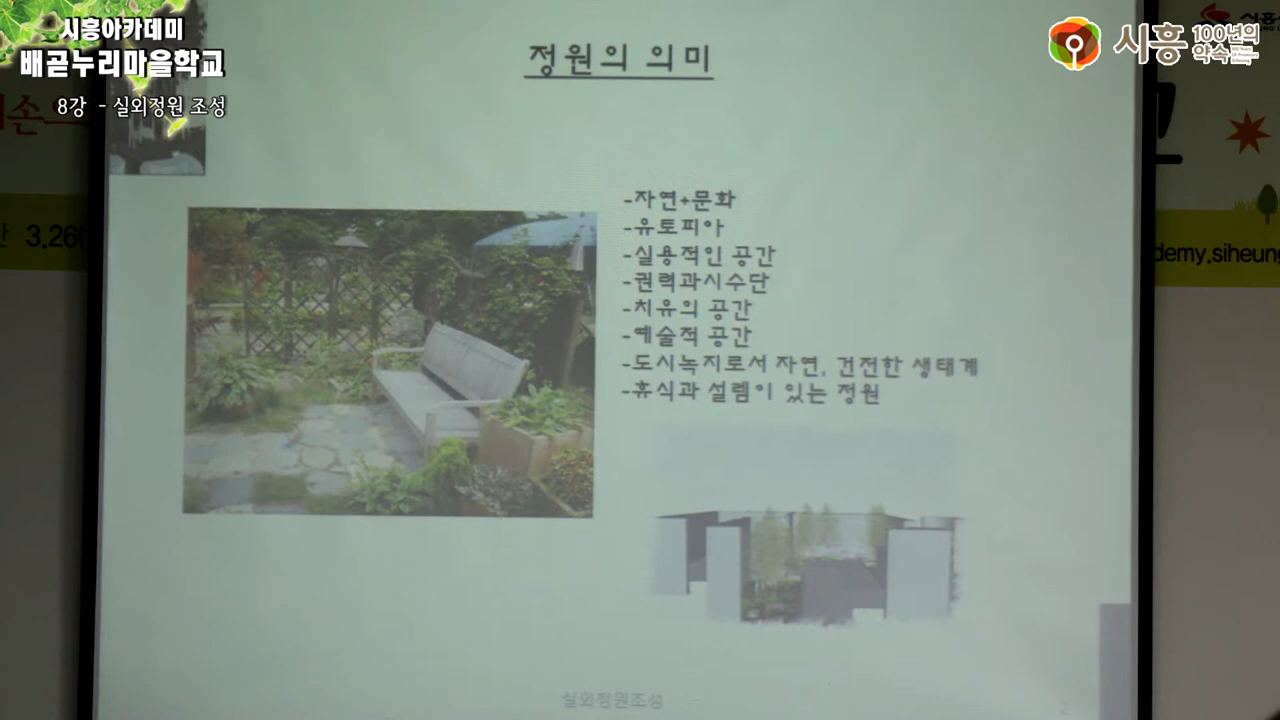 시흥아카데미
배곧누리마을학교
8강 - 실외정원 조성
시흥 100년의 약속
정원의 의미
-자연+문화
-유토피아
-실용적인 공간
-권력과시수단
-치유의 공간
-예술적 공간
-도시녹지로서 자연, 건전한 생태계
-휴식과 설렘이 있는 정원
3.26(
demy.siheung
실외정원조성
2